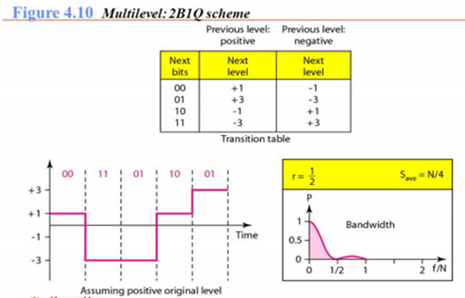 Figure 4.10 Multilevel: 2B1Q scheme
Previous level: positive
Previous level: negative
Next bits
Next level
Next level
00 +1 -1
01 +3 -3
10 -1 +1
11 -3 +3
Transition table
00 11 01 10 01
+3
+1
-1
-3
Time
Assuming positive original level
r = 1/2
Save = N/4
P
Bandwidth
1
0.5
0
0 1/2 1 2 f/N